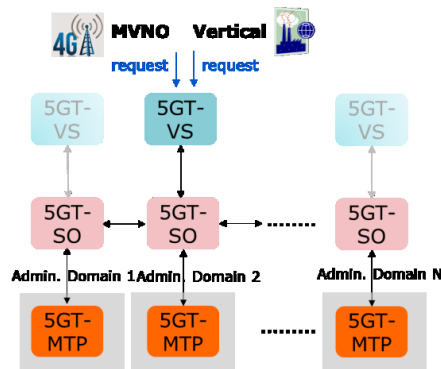 4G MVNO Vertical
request request
5GT-VS 5GT-VS 5GT-VS
5GT-SO 5GT-SO 5GT-SO
Admin. Domain 1 Admin. Domain 2 Admin. Domain N
5GT-MTP 5GT-MTP 5GT-MTP